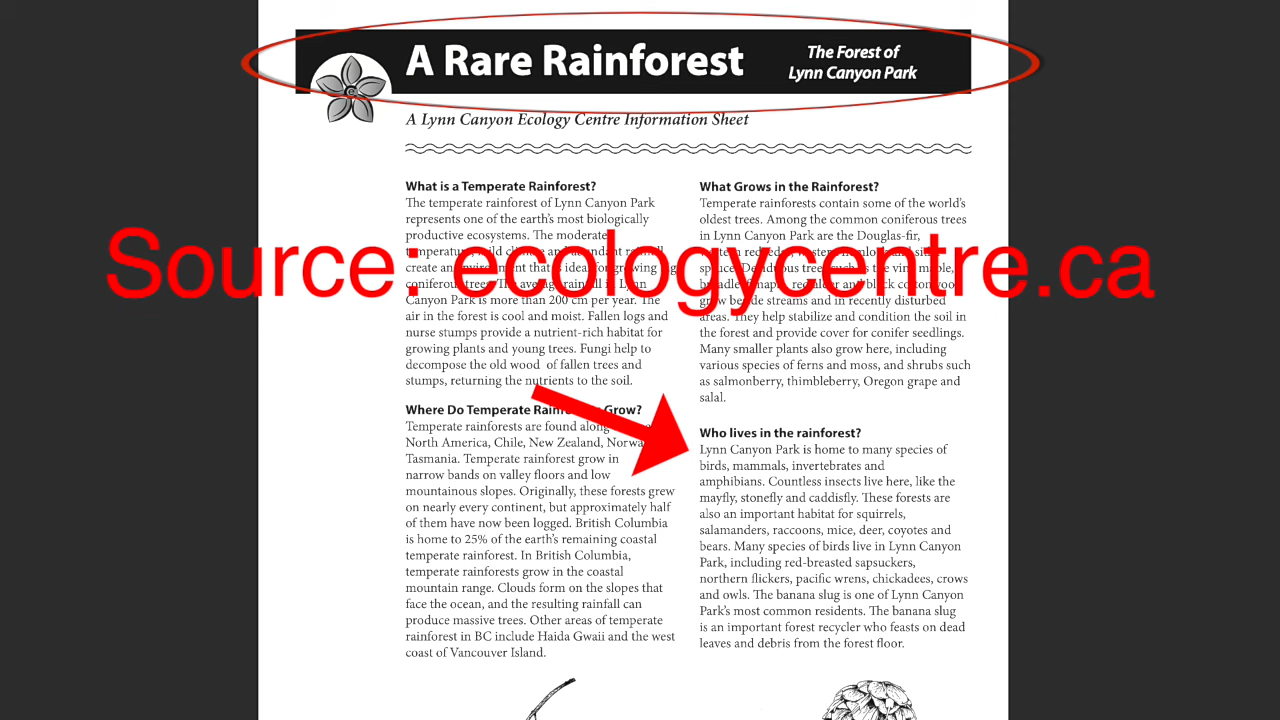 A Rare Rainforest
The Forest of
Lynn Canyon Park
A Lynn Canyon Ecology Centre Information Sheet
What is a Temperate Rainforest?
The temperate rainforest of Lynn Canyon Park
represents one of the earth's most biologically
productive ecosystems. The moderate
create an that is ideal for growing
Canyon Park is more than 200 cm per year. The
air in the forest is cool and moist. Fallen logs and
nurse stumps provide a nutrient-rich habitat for
growing plants and young trees. Fungi help to
decompose the old wood of fallen trees and
stumps, returning the nutrients to the soil.
Where Do Temperate Grow?
Temperate rainforests are found along
North America, Chile, New Zealand,
Tasmania. Temperate rainforest grow in
narrow bands on valley floors and low
mountainous slopes. Originally, these forests grew
on nearly every continent, but approximately half
of them have now been logged. British Columbia
is home to 25% of the earth's remaining coastal
temperate rainforest. In British Columbia,
temperate rainforests grow in the coastal
mountain range. Clouds form on the slopes that
face the ocean, and the resulting rainfall can
produce massive trees. Other areas of temperate
rainforest in BC include Haida Gwaii and the west
coast of Vancouver Island.
What Grows in the Rainforest?
Temperate rainforests contain some of the world's
oldest trees. Among the common coniferous trees
in Lynn Canyon Park are the Douglas-fir,
grow beside streams and in recently disturbed
areas. They help stabilize and condition the soil in
the forest and provide cover for conifer seedlings.
Many smaller plants also grow here, including
various species of ferns and moss, and shrubs such
as salmonberry, thimbleberry, Oregon grape and
salal.
Who lives in the rainforest?
Lynn Canyon Park is home to many species of
birds, mammals, invertebrates and
amphibians. Countless insects live here, like the
mayfly, stonefly and caddisfly. These forests are
also an important habitat for squirrels,
salamanders, raccoons, mice, deer, coyotes and
bears. Many species of birds live in Lynn Canyon
Park, including red-breasted sapsuckers,
northern flickers, pacific wrens, chickadees, crows
and owls. The banana slug is one of Lynn Canyon
Park's most common residents. The banana slug
is an important forest recycler who feasts on dead
leaves and debris from the forest floor.
Source: ecologycentre.ca